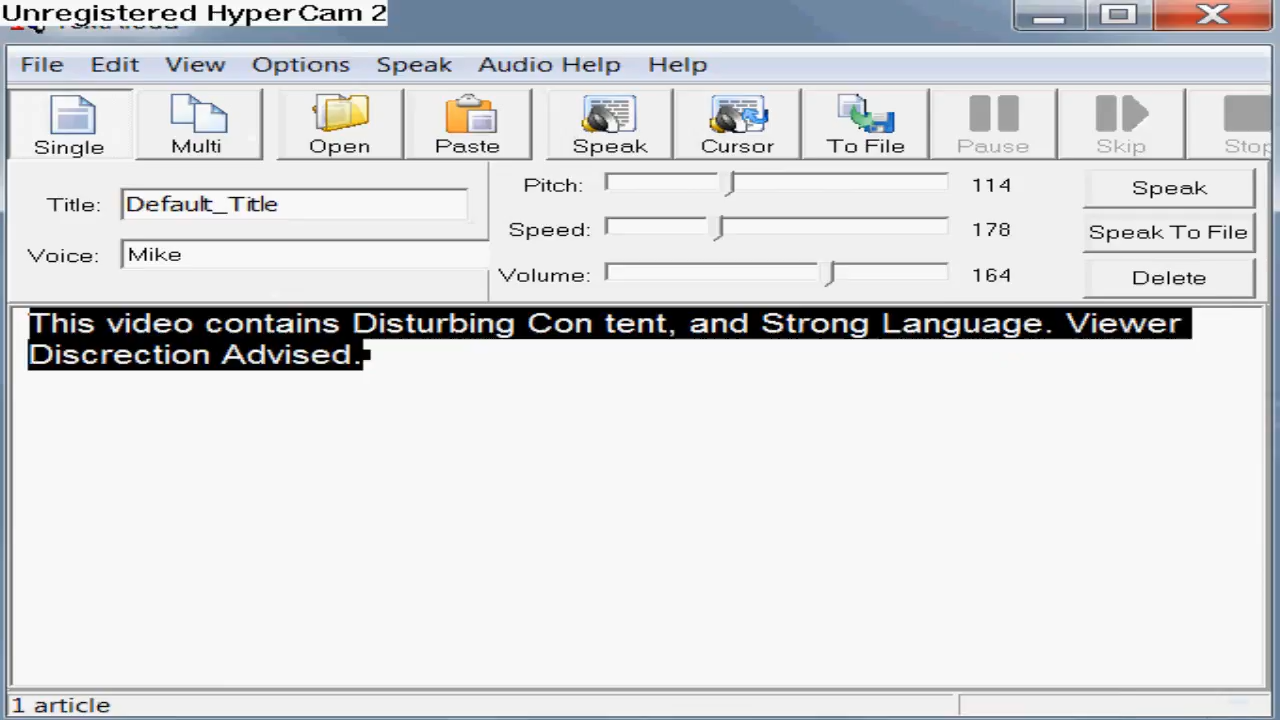 Unregistered HyperCam 2
File Edit View Options Speak Audio Help Help
Single Multi Open Paste Speak Cursor To File Pause Skip Stop
Title: Default_Title
Voice: Mike
Pitch: 114 Speak
Speed: 178 Speak To File
Volume: 164 Delete
This video contains Disturbing Con tent, and Strong Language. Viewer
Discrection Advised.
1 article